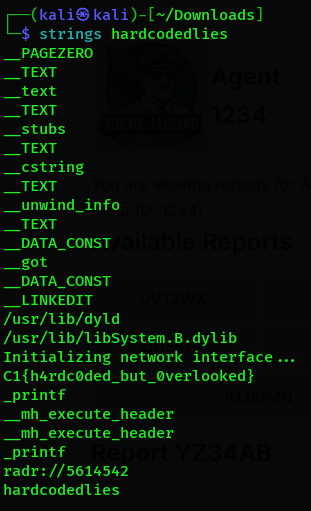 ┌──(kali㉿kali)-[~/Downloads]
└─$ strings hardcodedlies
__PAGEZERO
__TEXT
__text
__TEXT
__stubs
__TEXT
__cstring
__TEXT
__unwind_info
__TEXT
__DATA_CONST
__got
__DATA_CONST
__LINKEDIT
/usr/lib/dyld
/usr/lib/libSystem.B.dylib
Initializing network interface...
C1{h4rdc0ded_but_0verlooked}
_printf
__mh_execute_header
__mh_execute_header
_printf
radr://5614542
hardcodedlies
JUCHE JAGUAR
Agent
1234
You are viewing reports for A
ID: 1234)
Available Reports
UV12WX
KL90MN
Report YZ34AB